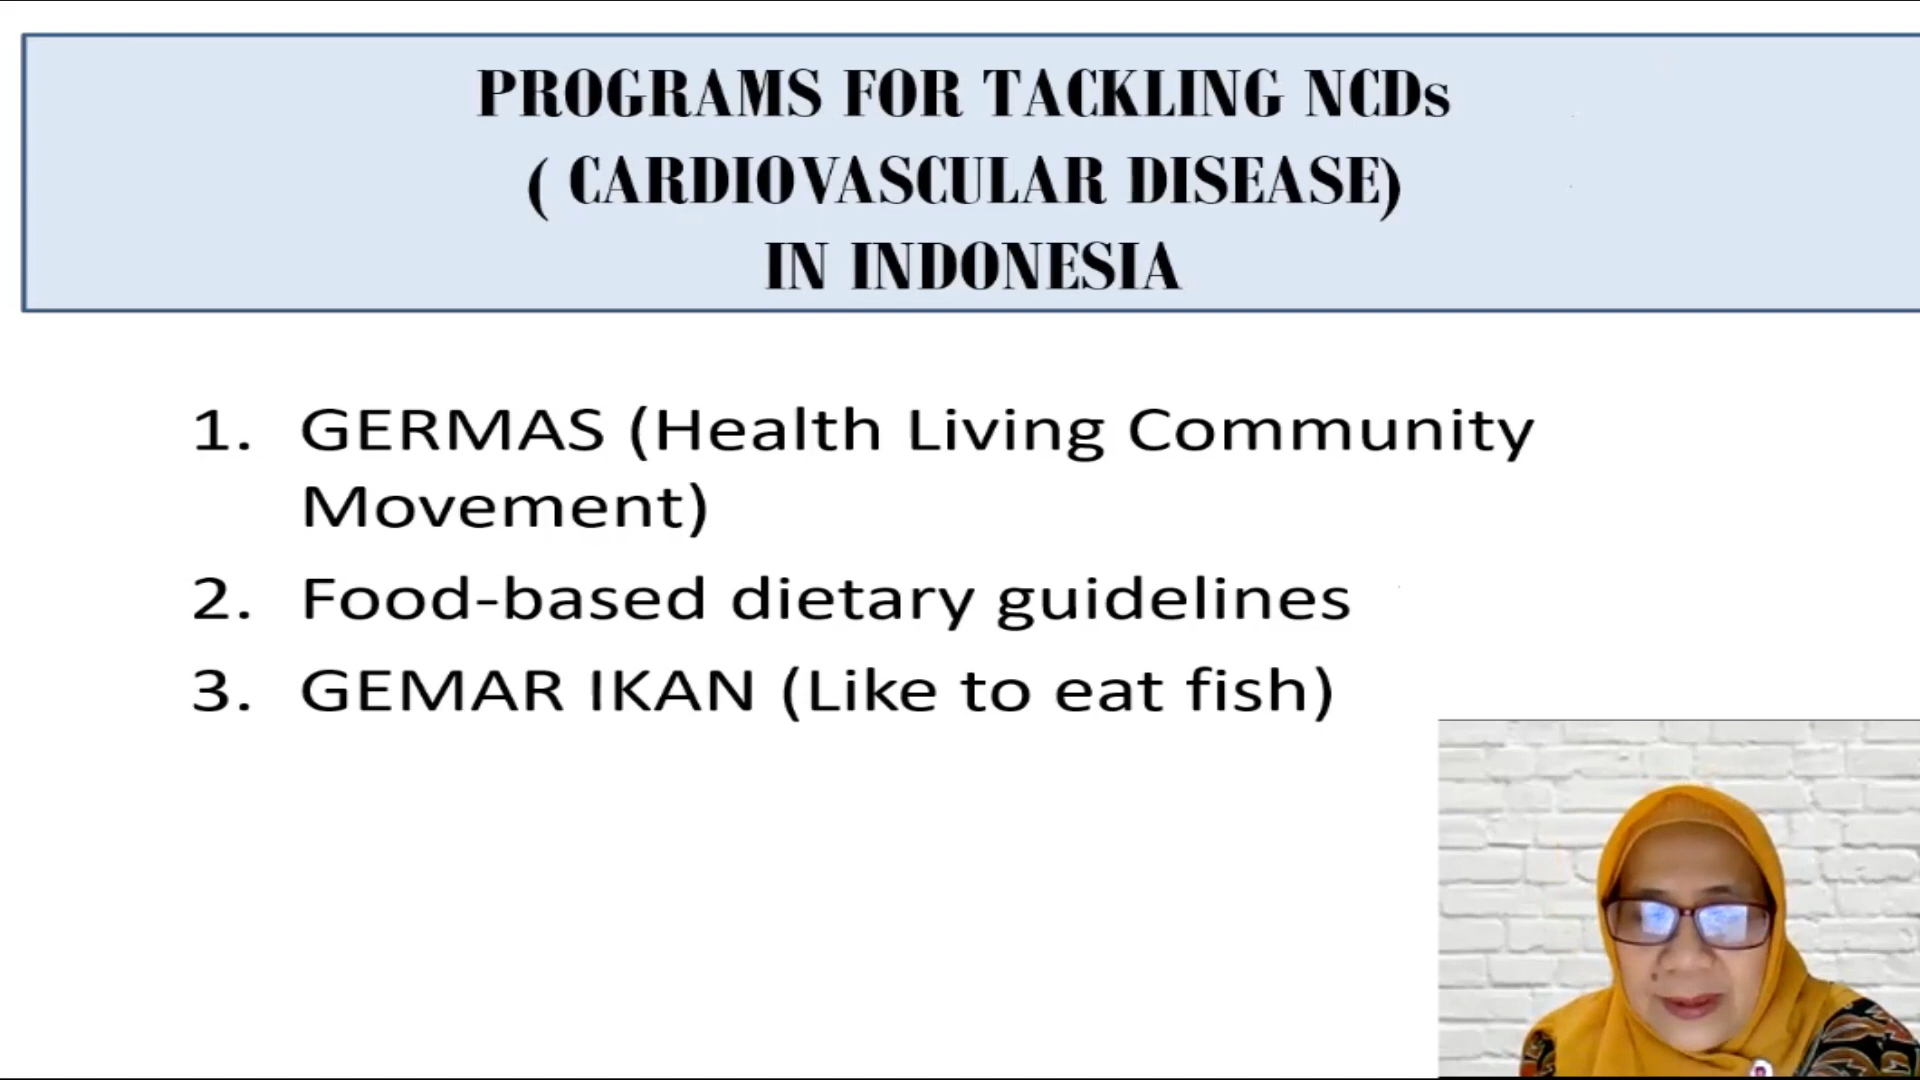 PROGRAMS FOR TACKLING NCDs
( CARDIOVASCULAR DISEASE)
IN INDONESIA
1. GERMAS (Health Living Community
Movement)
2. Food-based dietary guidelines
3. GEMAR IKAN (Like to eat fish)